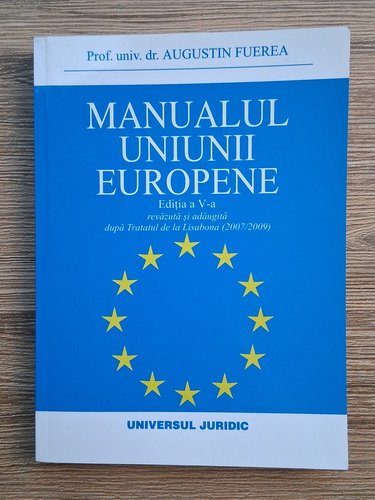 Prof. univ. dr. AUGUSTIN FUEREA
MANUALUL
UNIUNII
EUROPENE
Ediția a V-a
revăzută și adăugită
după Tratatul de la Lisabona (2007/2009)
UNIVERSUL JURIDIC